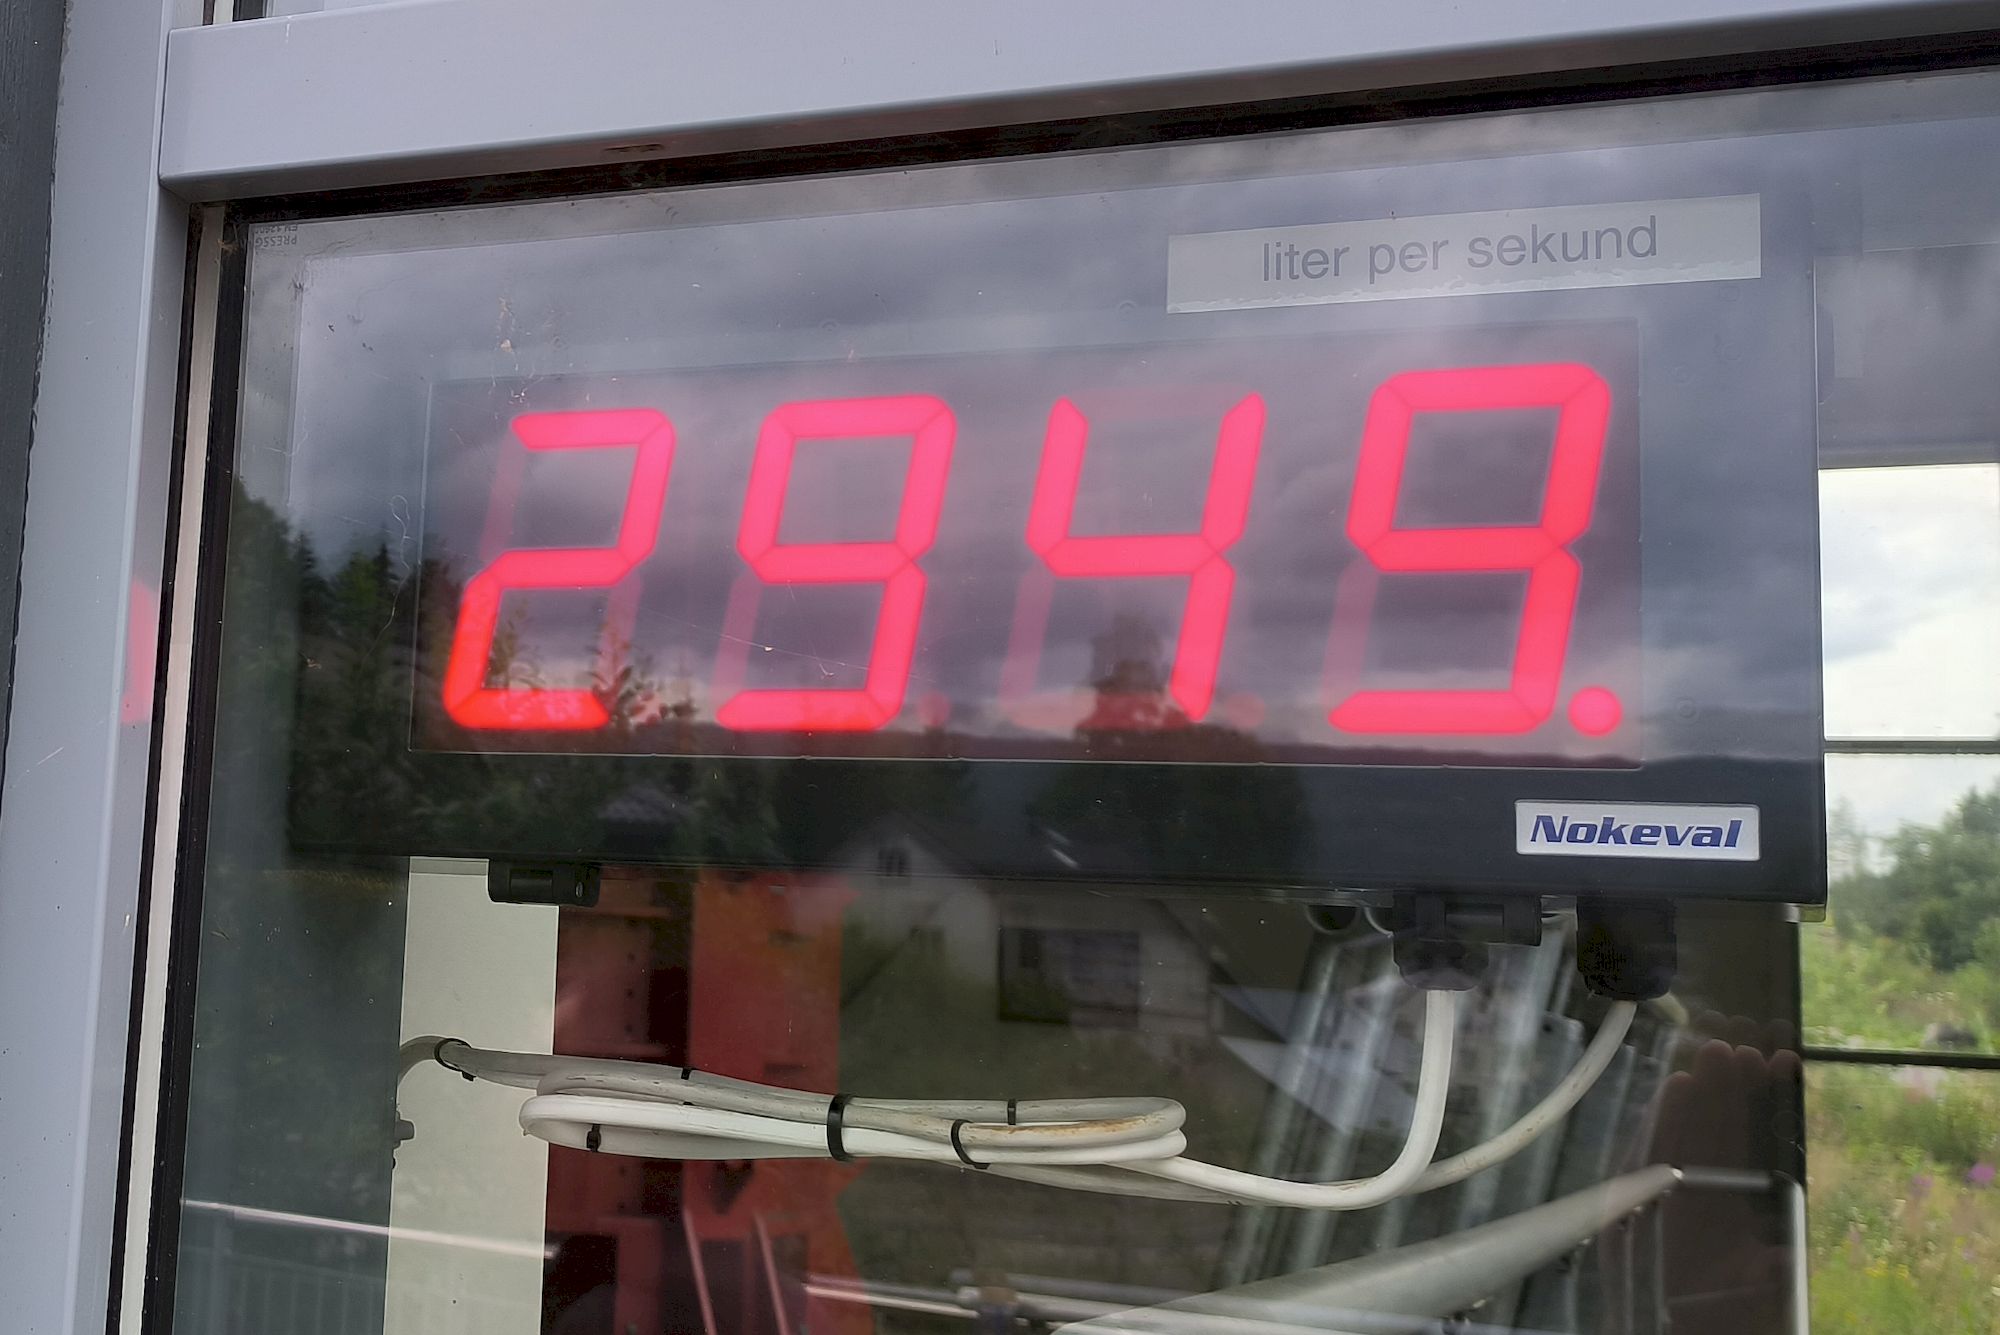 liter per sekund
2949.
Nokeval